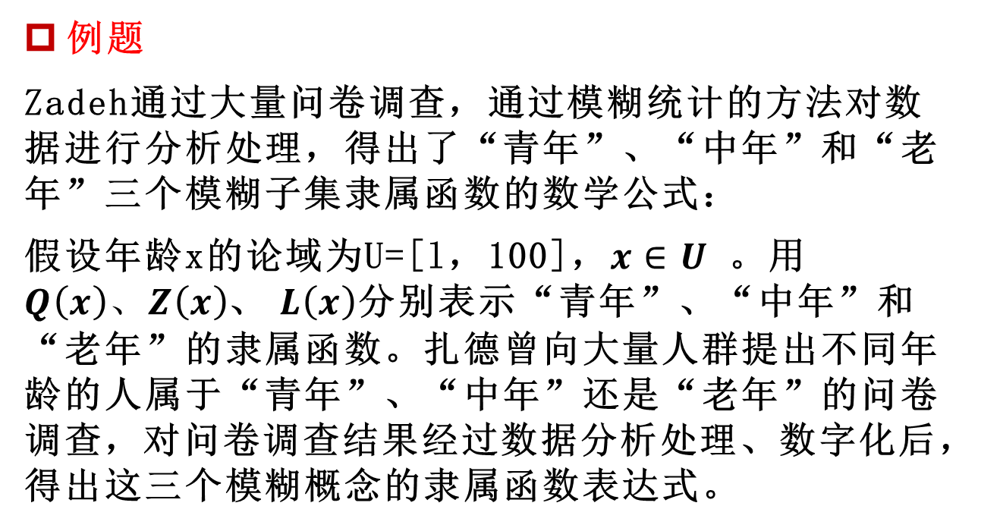 例题
Zadeh通过大量问卷调查，通过模糊统计的方法对数
据进行分析处理，得出了“青年”、“中年”和“老
年”三个模糊子集隶属函数的数学公式：
假设年龄x的论域为U=[1，100]，x∈U 。用
Q(x)、Z(x)、 L(x)分别表示“青年”、“中年”和
“老年”的隶属函数。扎德曾向大量人群提出不同年
龄的人属于“青年”、“中年”还是“老年”的问卷
调查，对问卷调查结果经过数据分析处理、数字化后，
得出这三个模糊概念的隶属函数表达式。